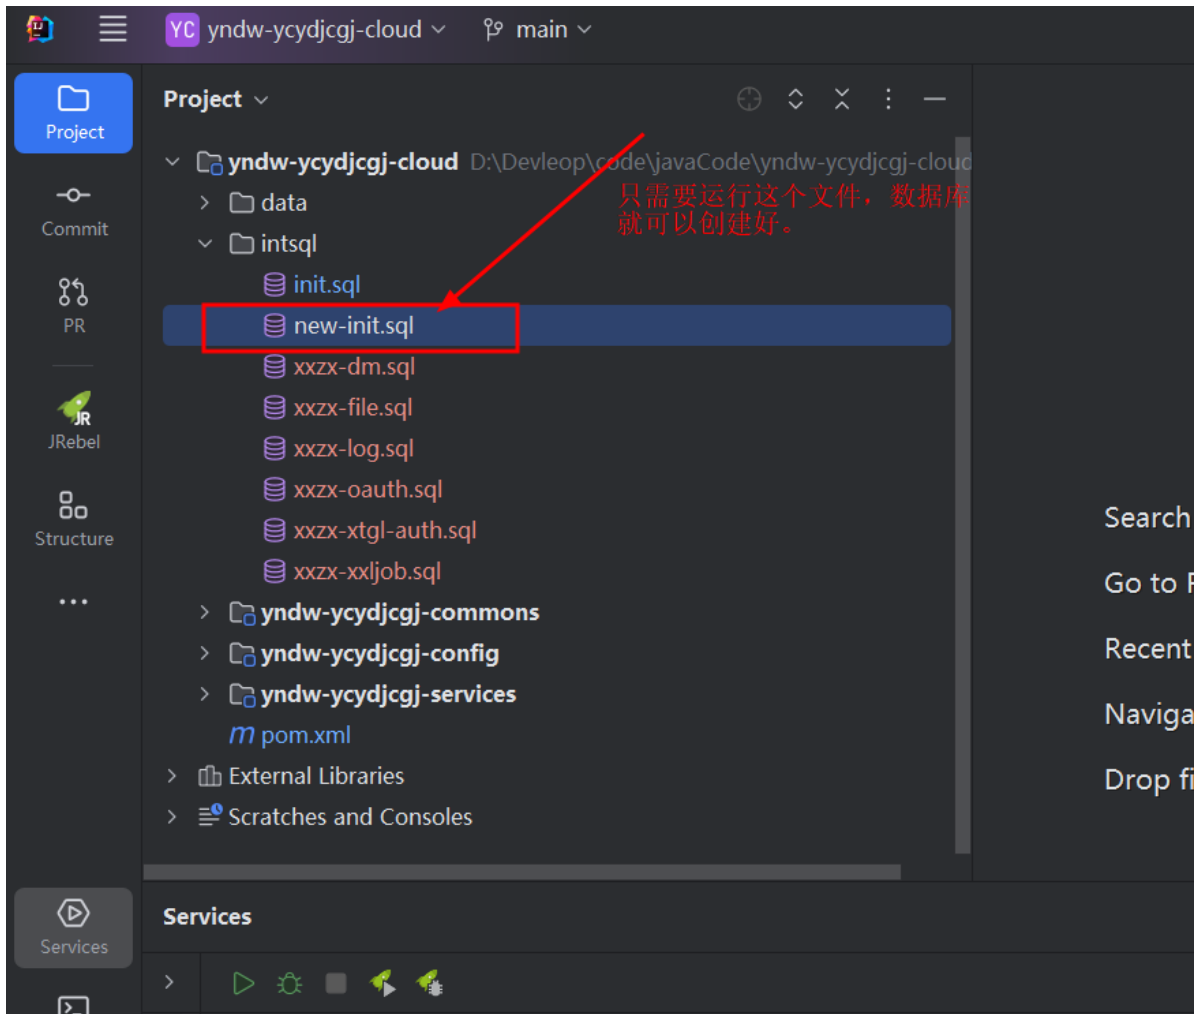 YC yndw-ycydjcgj-cloud main
Project
Project
yndw-ycydjcgj-cloud D:\Devleop\code\javaCode\yndw-ycydjcgj-cloud
只需要运行这个文件，数据库
就可以创建好。
data
Commit
intsql
init.sql
PR
new-init.sql
xxzx-dm.sql
xxzx-file.sql
JR
JRebel
xxzx-log.sql
xxzx-oauth.sql
Search
Structure
xxzx-xtgl-auth.sql
xxzx-xxljob.sql
Go to
yndw-ycydjcgj-commons
yndw-ycydjcgj-config
Recent
yndw-ycydjcgj-services
Naviga
m pom.xml
External Libraries
Drop fi
Scratches and Consoles
Services
Services